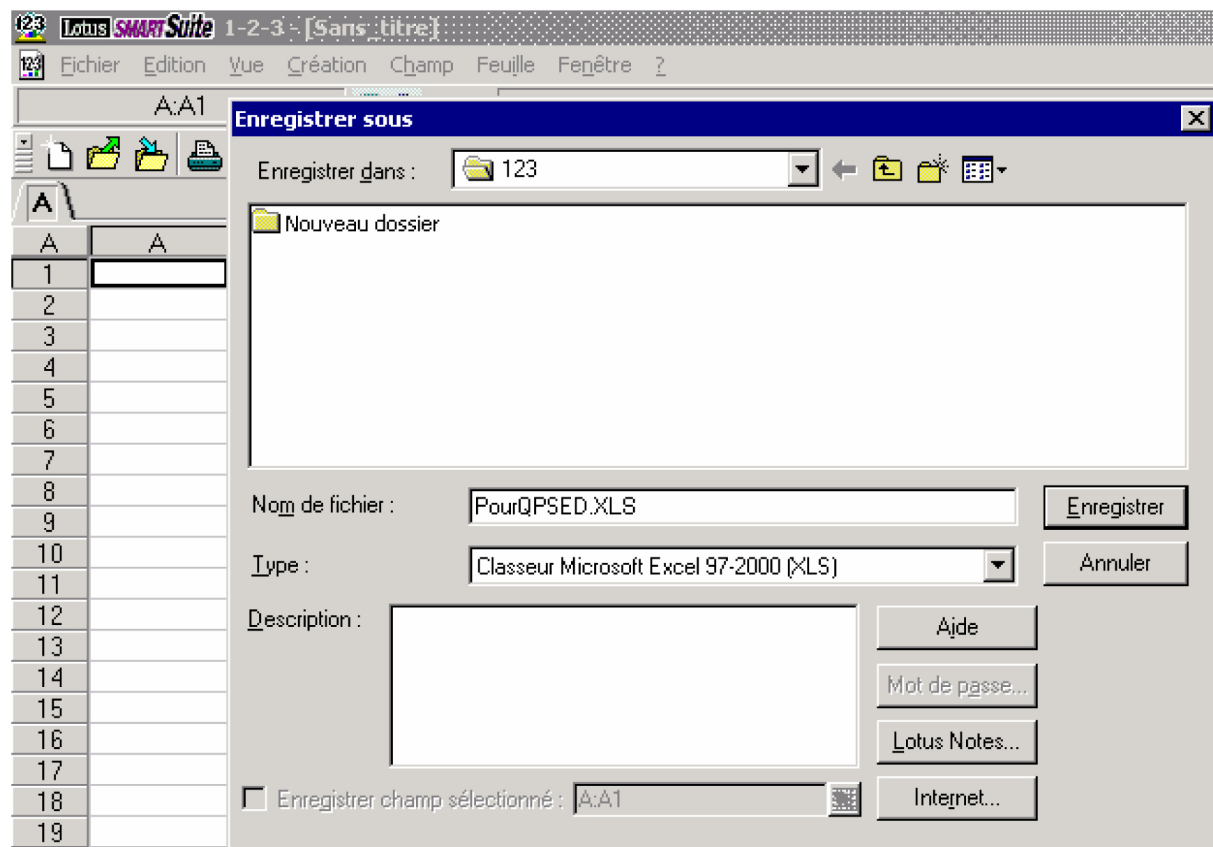 Lotus SMARTSuite 1-2-3 - [Sans_titre]
Fichier Edition Vue Création Champ Feuille Fenêtre ?
A:A1
Enregistrer sous
Enregistrer dans : 123
A
Nouveau dossier
A A
1
2
3
4
5
6
7
8
9
10
11
12
13
14
15
16
17
18
19
Nom de fichier : PourQPSED.XLS Enregistrer
Type : Classeur Microsoft Excel 97-2000 (XLS) Annuler
Description : Aide
Mot de passe...
Lotus Notes...
Enregistrer champ sélectionné : A:A1 Internet...